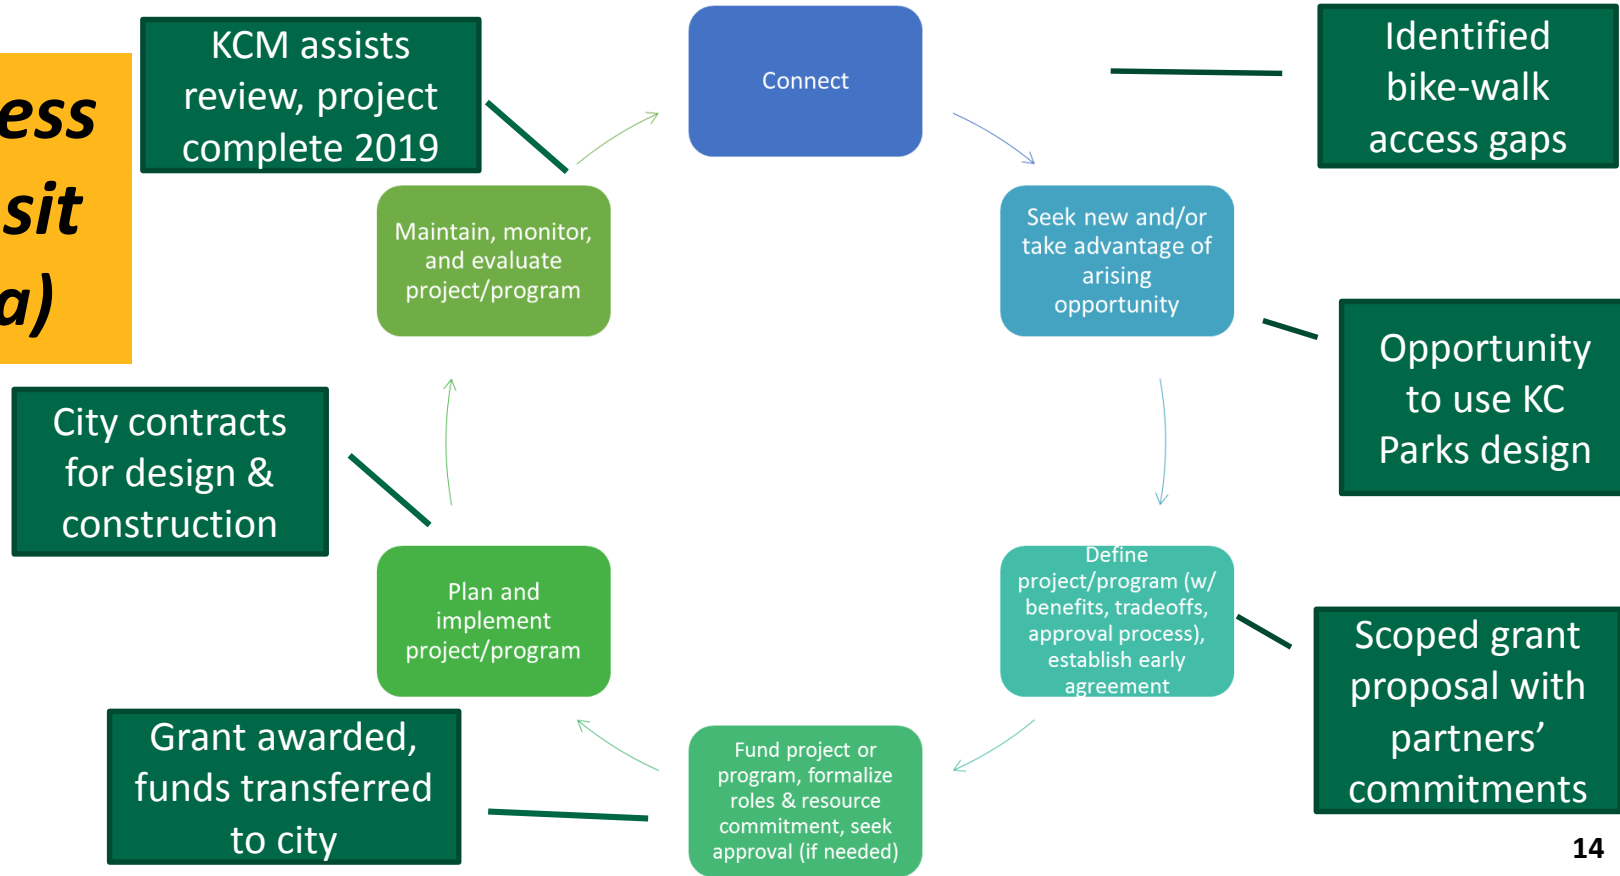 ess
sit
a)
KCM assists
review, project
complete 2019
Connect
Identified
bike-walk
access gaps
Maintain, monitor,
and evaluate
project/program
Seek new and/or
take advantage of
arising
opportunity
Opportunity
to use KC
Parks design
City contracts
for design &
construction
Plan and
implement
project/program
Define
project/program (w/
benefits, tradeoffs,
approval process),
establish early
agreement
Scoped grant
proposal with
partners’
commitments
Grant awarded,
funds transferred
to city
Fund project or
program, formalize
roles & resource
commitment, seek
approval (if needed)
14